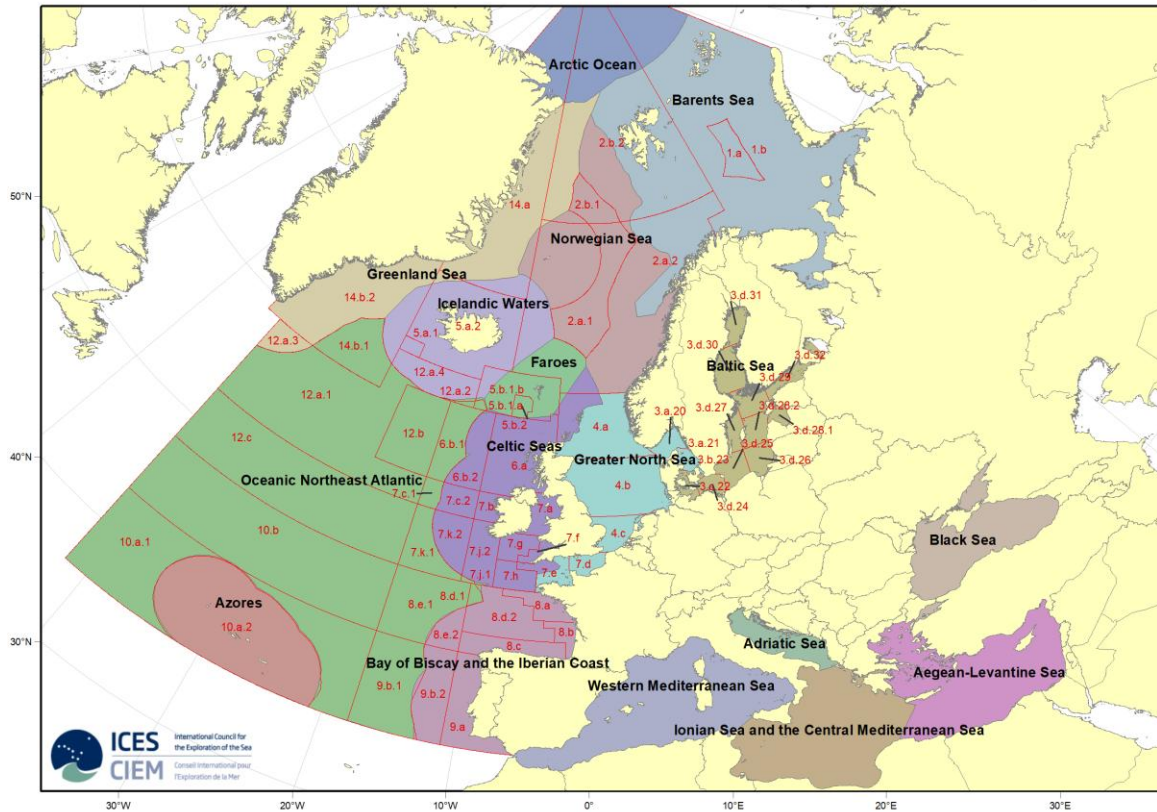 Arctic Ocean
Barents Sea
2.b.2
1.a
1.b
50°N
14.a
2.b.1
Norwegian Sea
2.a.2
Greenland Sea
14.b.2
Icelandic Waters
5.a.1
5.a.2
2.a.1
3.d.31
12.a.3
14.b.1
3.d.30
3.d.32
Faroes
Baltic Sea
12.a.4
3.d.29
12.a.1
12.a.2
5.b.1.b
5.b.1.a
3.d.27
3.d.28.2
3.a.20
5.b.2
4.a
3.d.28.1
12.c
12.b
6.b.1
Celtic Seas
3.a.21
3.d.25
40°N
6.a
Greater North Sea
3.b.23
3.d.26
6.b.2
Oceanic Northeast Atlantic
4.b
3.c.22
7.c.1
7.c.2
7.b
7.a
3.d.24
10.b
10.a.1
7.k.2
7.g
7.f
4.c
Black Sea
7.k.1
7.j.2
7.d
7.j.1
7.h
7.e
8.d.1
Azores
8.e.1
8.a
10.a.2
8.d.2
8.e.2
8.b
30°N
8.c
Adriatic Sea
Bay of Biscay and the Iberian Coast
Aegean-Levantine Sea
9.b.1
9.b.2
Western Mediterranean Sea
9.a
Ionian Sea and the Central Mediterranean Sea
ICES
International Council for
the Exploration of the Sea
CIEM
Conseil International pour
l'Exploration de la Mer
30°W
20°W
10°W
0°
10°E
20°E
30°E